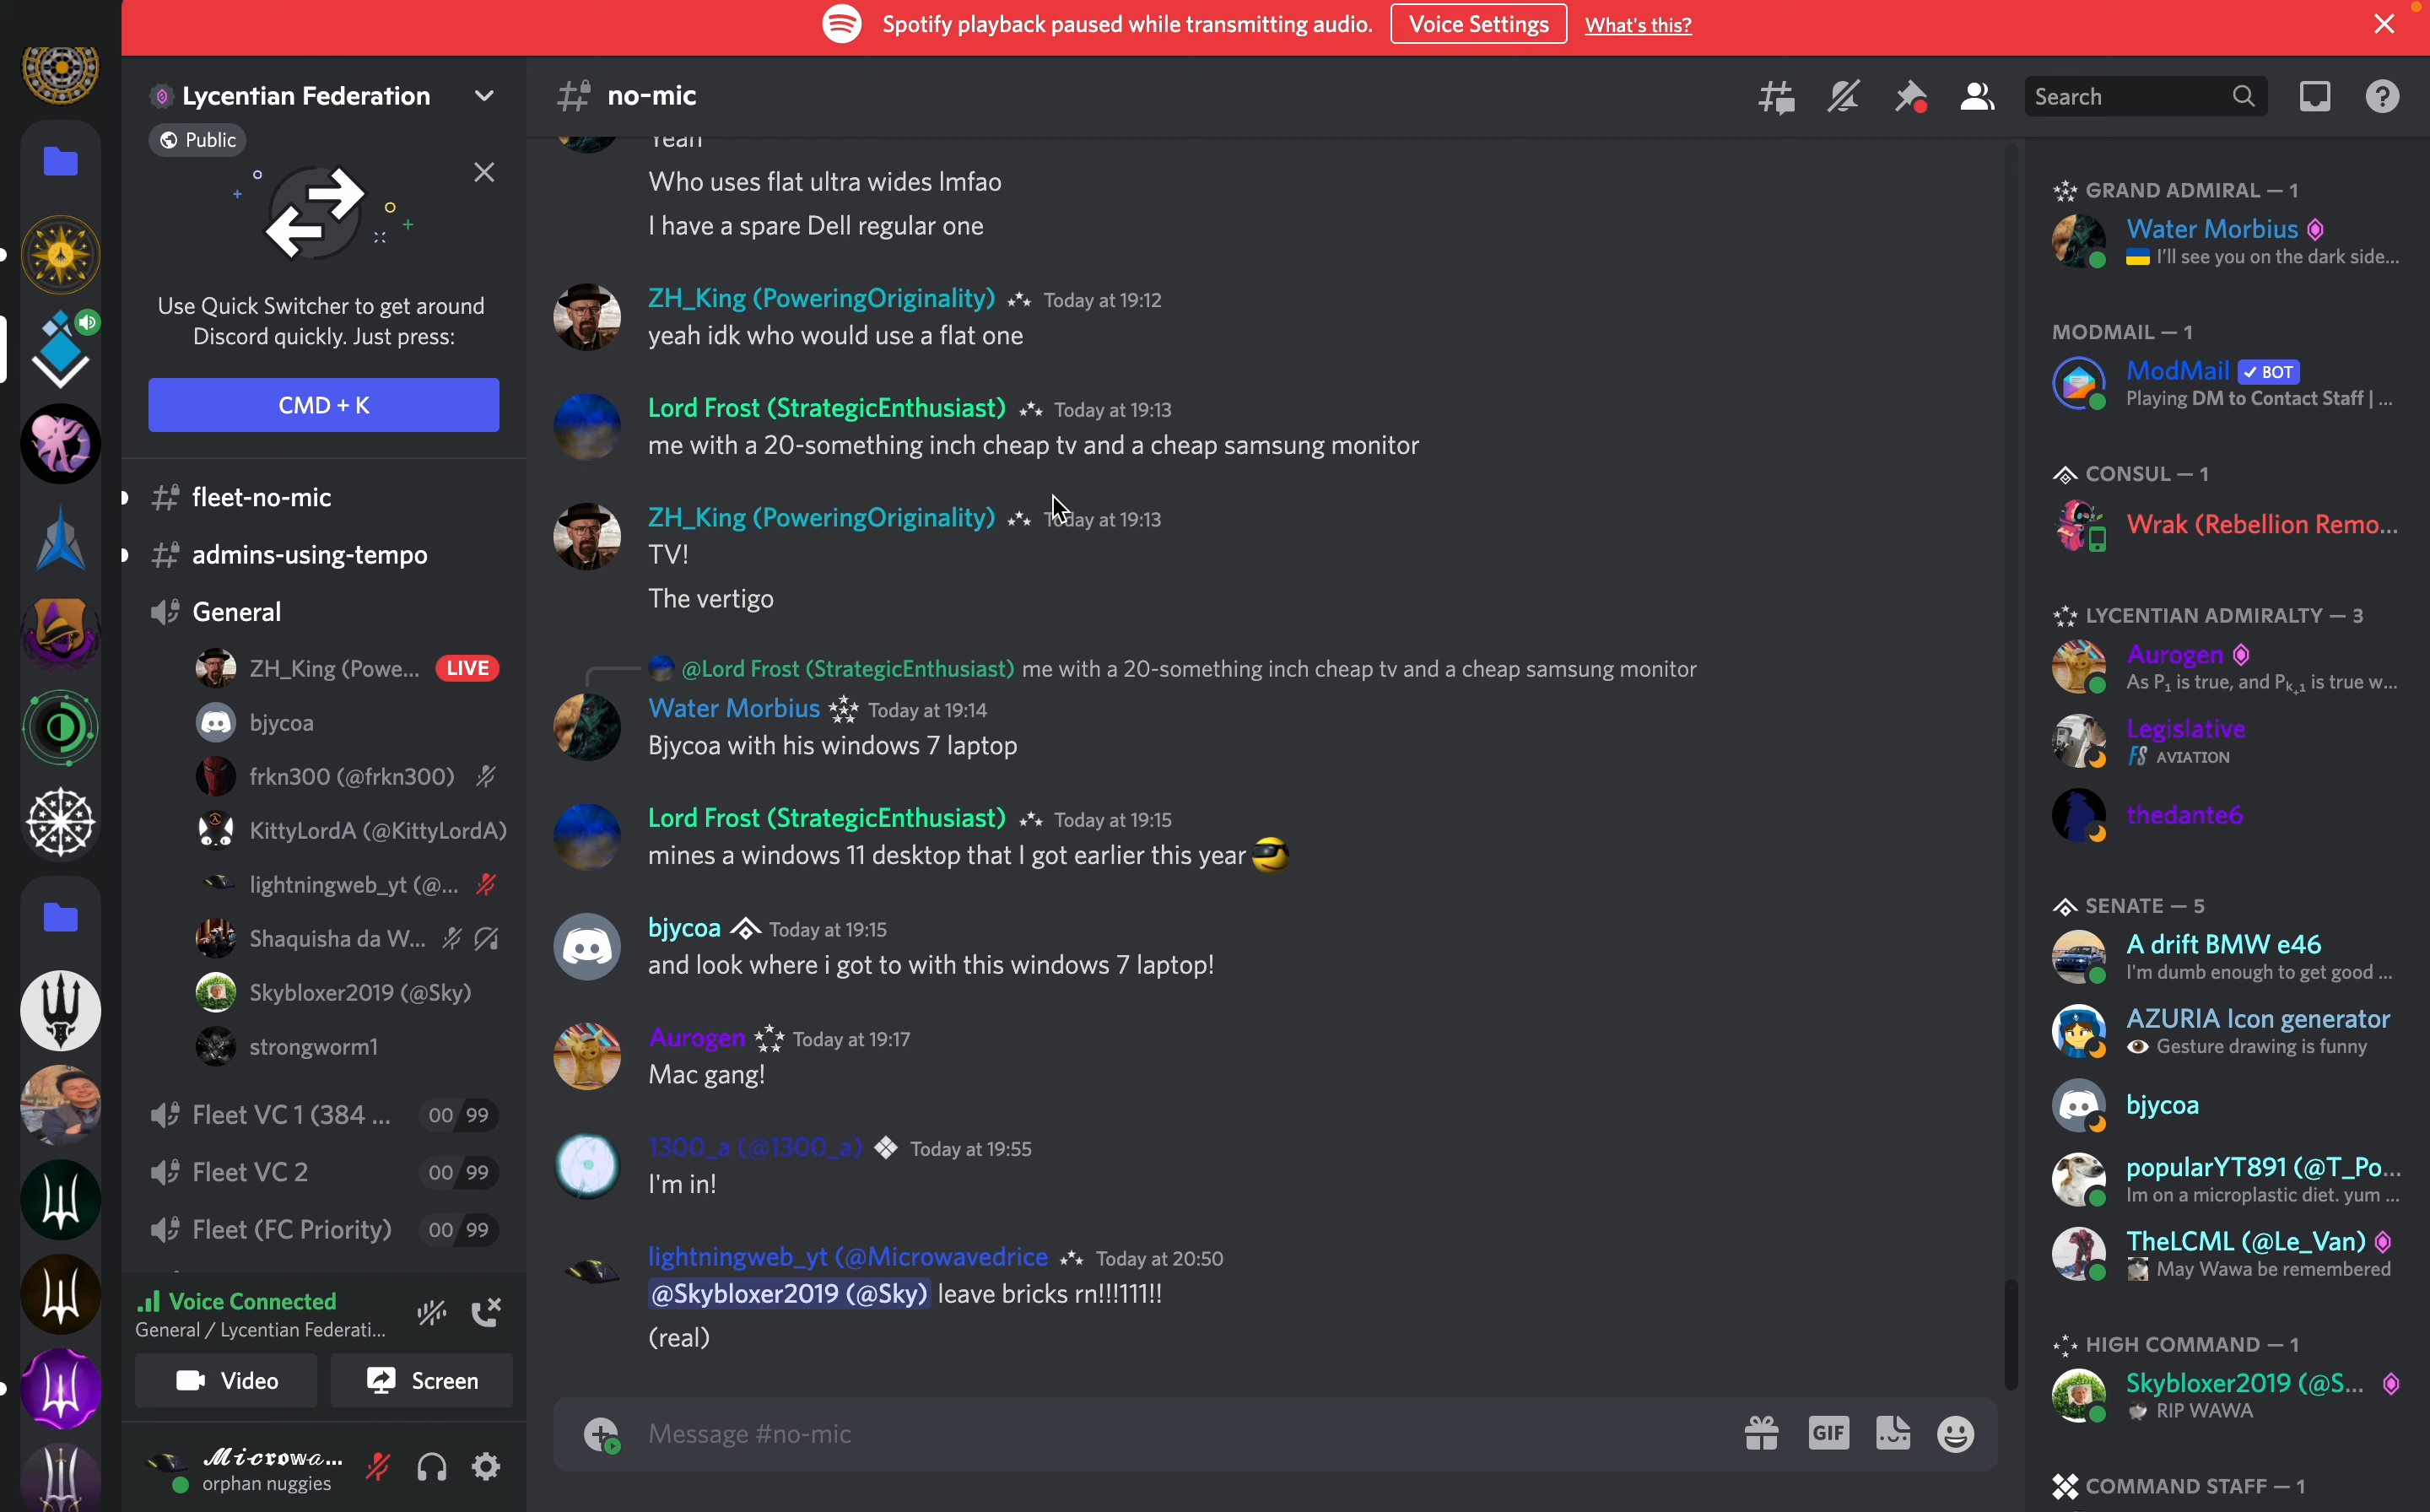 Spotify playback paused while transmitting audio. Voice Settings What's this?
Lycentian Federation
Public
Use Quick Switcher to get around
Discord quickly. Just press:
CMD + K
fleet-no-mic
admins-using-tempo
General
ZH_King (Powe... LIVE
bjycoa
frkn300 (@frkn300)
KittyLordA (@KittyLordA)
lightningweb_yt (@...
Shaquisha da W...
Skybloxer2019 (@Sky)
strongworm1
Fleet VC 1 (384 ... 00 99
Fleet VC 2 00 99
Fleet (FC Priority) 00 99
Voice Connected
General / Lycentian Federati...
Video Screen
𝓜𝓲𝓬𝓻𝓸𝔀𝓪...
orphan nuggies
no-mic
Search
Yeah
Who uses flat ultra wides lmfao
I have a spare Dell regular one
ZH_King (PoweringOriginality) Today at 19:12
yeah idk who would use a flat one
Lord Frost (StrategicEnthusiast) Today at 19:13
me with a 20-something inch cheap tv and a cheap samsung monitor
ZH_King (PoweringOriginality) Today at 19:13
TV!
The vertigo
@Lord Frost (StrategicEnthusiast) me with a 20-something inch cheap tv and a cheap samsung monitor
Water Morbius Today at 19:14
Bjycoa with his windows 7 laptop
Lord Frost (StrategicEnthusiast) Today at 19:15
mines a windows 11 desktop that I got earlier this year
bjycoa Today at 19:15
and look where i got to with this windows 7 laptop!
Aurogen Today at 19:17
Mac gang!
1300_a (@1300_a) Today at 19:55
I'm in!
lightningweb_yt (@Microwavedrice Today at 20:50
@Skybloxer2019 (@Sky) leave bricks rn!!!111!!
(real)
Message #no-mic
GIF
GRAND ADMIRAL — 1
Water Morbius
I'll see you on the dark side...
MODMAIL — 1
ModMail BOT
Playing DM to Contact Staff | ...
CONSUL — 1
Wrak (Rebellion Remo...
LYCENTIAN ADMIRALTY — 3
Aurogen
As P₁ is true, and Pₖ₊₁ is true w...
Legislative
FS AVIATION
thedante6
SENATE — 5
A drift BMW e46
I'm dumb enough to get good ...
AZURIA Icon generator
Gesture drawing is funny
bjycoa
popularYT891 (@T_Po...
Im on a microplastic diet. yum ...
TheLCML (@Le_Van)
May Wawa be remembered
HIGH COMMAND — 1
Skybloxer2019 (@S...
RIP WAWA
COMMAND STAFF — 1